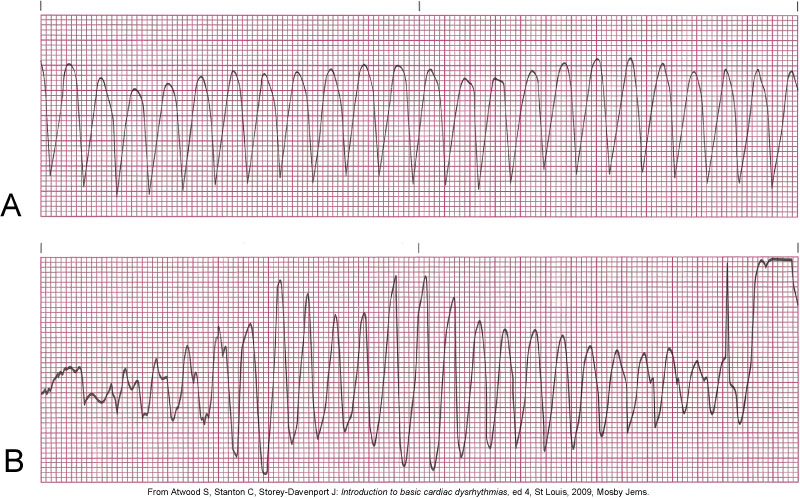 A
B
From Atwood S, Stanton C, Storey-Davenport J: Introduction to basic cardiac dysrhythmias, ed 4, St Louis, 2009, Mosby Jems.